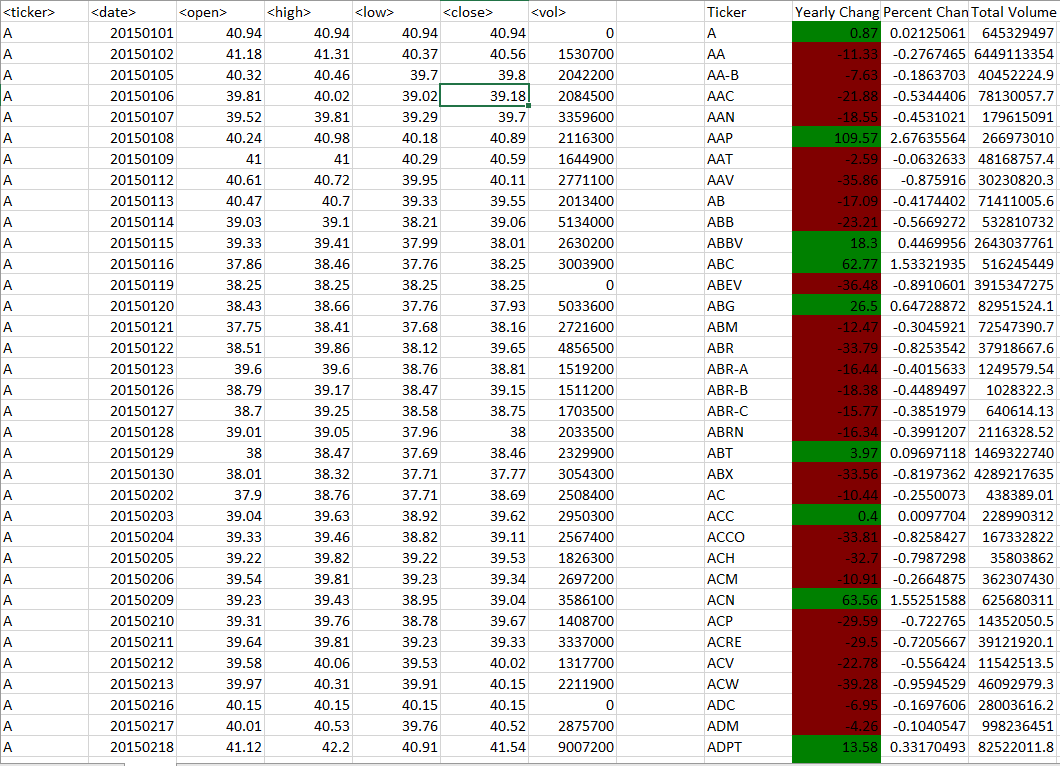 <ticker> <date> <open> <high> <low> <close> <vol> Ticker Yearly Chang Percent Chan Total Volume
A 20150101 40.94 40.94 40.94 40.94 0 A 0.87 0.02125061 645329497
A 20150102 41.18 41.31 40.37 40.56 1530700 AA -11.33 -0.2767465 6449113354
A 20150105 40.32 40.46 39.7 39.8 2042200 AA-B -7.63 -0.1863703 40452224.9
A 20150106 39.81 40.02 39.02 39.18 2084500 AAC -21.88 -0.5344406 78130057.7
A 20150107 39.52 39.81 39.29 39.7 3359600 AAN -18.55 -0.4531021 179615091
A 20150108 40.24 40.98 40.18 40.89 2116300 AAP 109.57 2.67635564 266973010
A 20150109 41 41 40.29 40.59 1644900 AAT -2.59 -0.0632633 48168757.4
A 20150112 40.61 40.72 39.95 40.11 2771100 AAV -35.86 -0.875916 30230820.3
A 20150113 40.47 40.7 39.33 39.55 2013400 AB -17.09 -0.4174402 71411005.6
A 20150114 39.03 39.1 38.21 39.06 5134000 ABB -23.21 -0.5669272 532810732
A 20150115 39.33 39.41 37.99 38.01 2630200 ABBV 18.3 0.4469956 2643037761
A 20150116 37.86 38.46 37.76 38.25 3003900 ABC 62.77 1.53321935 516245449
A 20150119 38.25 38.25 38.25 38.25 0 ABEV -36.48 -0.8910601 3915347275
A 20150120 38.43 38.66 37.76 37.93 5033600 ABG 26.5 0.64728872 82951524.1
A 20150121 37.75 38.41 37.68 38.16 2721600 ABM -12.47 -0.3045921 72547390.7
A 20150122 38.51 39.86 38.12 39.65 4856500 ABR -33.79 -0.8253542 37918667.6
A 20150123 39.6 39.6 38.76 38.81 1519200 ABR-A -16.44 -0.4015633 1249579.54
A 20150126 38.79 39.17 38.47 39.15 1511200 ABR-B -18.38 -0.4489497 1028322.3
A 20150127 38.7 39.25 38.58 38.75 1703500 ABR-C -15.77 -0.3851979 640614.13
A 20150128 39.01 39.05 37.96 38 2033500 ABRN -16.34 -0.3991207 2116328.52
A 20150129 38 38.47 37.69 38.46 2329900 ABT 3.97 0.09697118 1469322740
A 20150130 38.01 38.32 37.71 37.77 3054300 ABX -33.56 -0.8197362 4289217635
A 20150202 37.9 38.76 37.71 38.69 2508400 AC -10.44 -0.2550073 438389.01
A 20150203 39.04 39.63 38.92 39.62 2950300 ACC 0.4 0.0097704 228990312
A 20150204 39.33 39.46 38.82 39.11 2567400 ACCO -33.81 -0.8258427 167332822
A 20150205 39.22 39.82 39.22 39.53 1826300 ACH -32.7 -0.7987298 35803862
A 20150206 39.54 39.81 39.23 39.34 2697200 ACM -10.91 -0.2664875 362307430
A 20150209 39.23 39.43 38.95 39.04 3586100 ACN 63.56 1.55251588 625680311
A 20150210 39.31 39.76 38.78 39.67 1408700 ACP -29.59 -0.722765 14352050.5
A 20150211 39.64 39.81 39.23 39.33 3337000 ACRE -29.5 -0.7205667 39121920.1
A 20150212 39.58 40.06 39.53 40.02 1317700 ACV -22.78 -0.556424 11542513.5
A 20150213 39.97 40.31 39.91 40.15 2211900 ACW -39.28 -0.9594529 46092979.3
A 20150216 40.15 40.15 40.15 40.15 0 ADC -6.95 -0.1697606 28003616.2
A 20150217 40.01 40.53 39.76 40.52 2875700 ADM -4.26 -0.1040547 998236451
A 20150218 41.12 42.2 40.91 41.54 9007200 ADPT 13.58 0.33170493 82522011.8